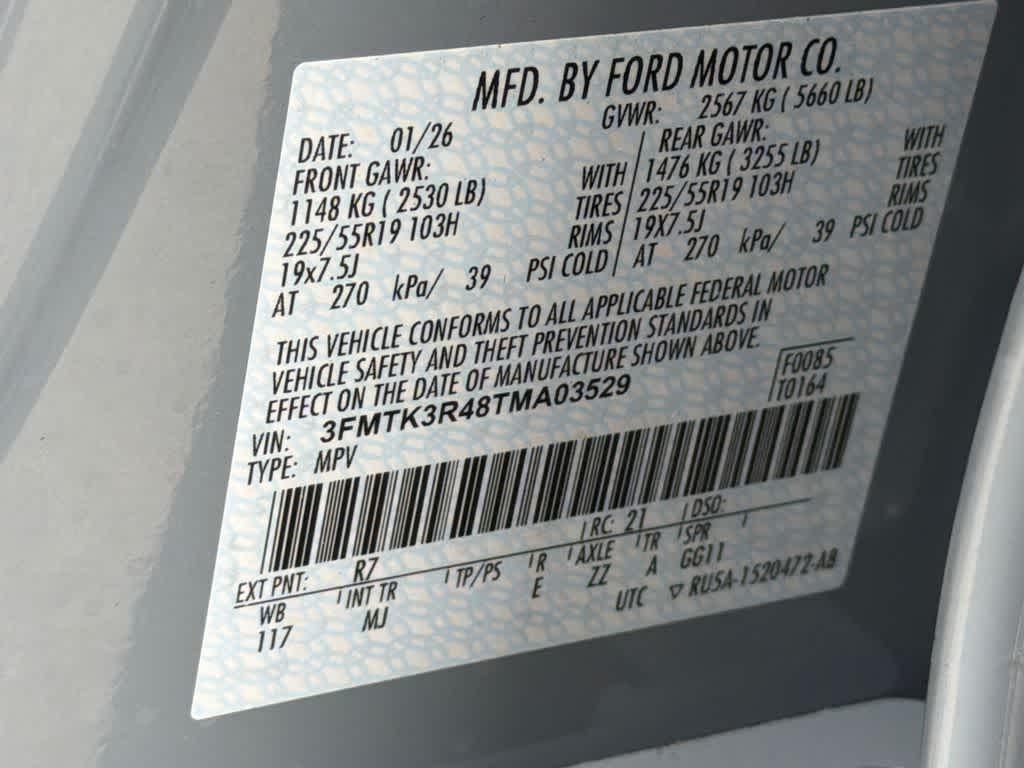 MFD. BY FORD MOTOR CO.
DATE: 01/26 GVWR: 2567 KG ( 5660 LB)
FRONT GAWR: REAR GAWR:
1148 KG ( 2530 LB) WITH 1476 KG ( 3255 LB) WITH
225/55R19 103H TIRES 225/55R19 103H TIRES
19x7.5J RIMS 19X7.5J RIMS
AT 270 kPa/ 39 PSI COLD AT 270 kPa/ 39 PSI COLD
THIS VEHICLE CONFORMS TO ALL APPLICABLE FEDERAL MOTOR
VEHICLE SAFETY AND THEFT PREVENTION STANDARDS IN
EFFECT ON THE DATE OF MANUFACTURE SHOWN ABOVE.
VIN: 3FMTK3R48TMA03529 F0085
TYPE: MPV T0164
EXT PNT: R7 RC: 21 DSO:
WB INT TR TP/PS R AXLE TR SPR
117 MJ E ZZ A GG11
UTC ▽ RU5A-1520472-AB